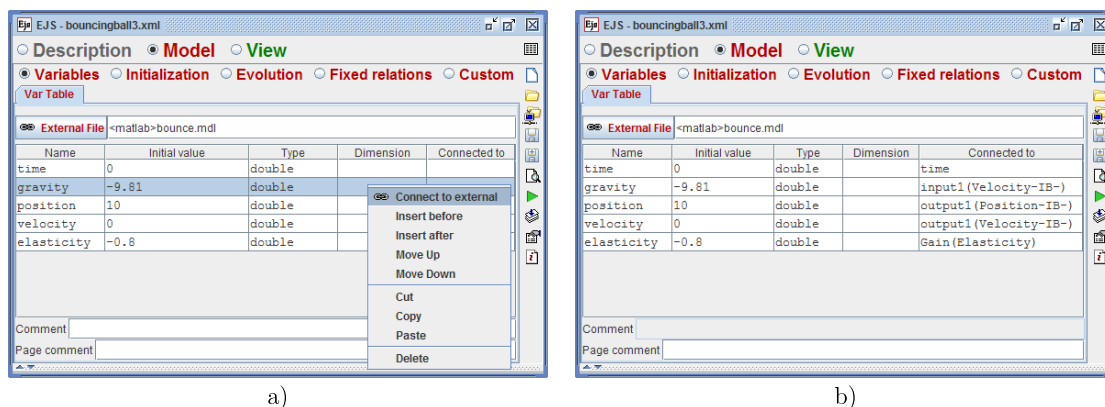 Ejs EJS - bouncingball3.xml
Description Model View
Variables Initialization Evolution Fixed relations Custom
Var Table
External File <matlab>bounce.mdl
Name Initial value Type Dimension Connected to
time 0 double
gravity -9.81 double
position 10 double
velocity 0 double
elasticity -0.8 double
Connect to external
Insert before
Insert after
Move Up
Move Down
Cut
Copy
Paste
Delete
Comment
Page comment
a)
Ejs EJS - bouncingball3.xml
Description Model View
Variables Initialization Evolution Fixed relations Custom
Var Table
External File <matlab>bounce.mdl
Name Initial value Type Dimension Connected to
time 0 double time
gravity -9.81 double input1(Velocity-IB-)
position 10 double output1(Position-IB-)
velocity 0 double output1(Velocity-IB-)
elasticity -0.8 double Gain(Elasticity)
Comment
Page comment
b)